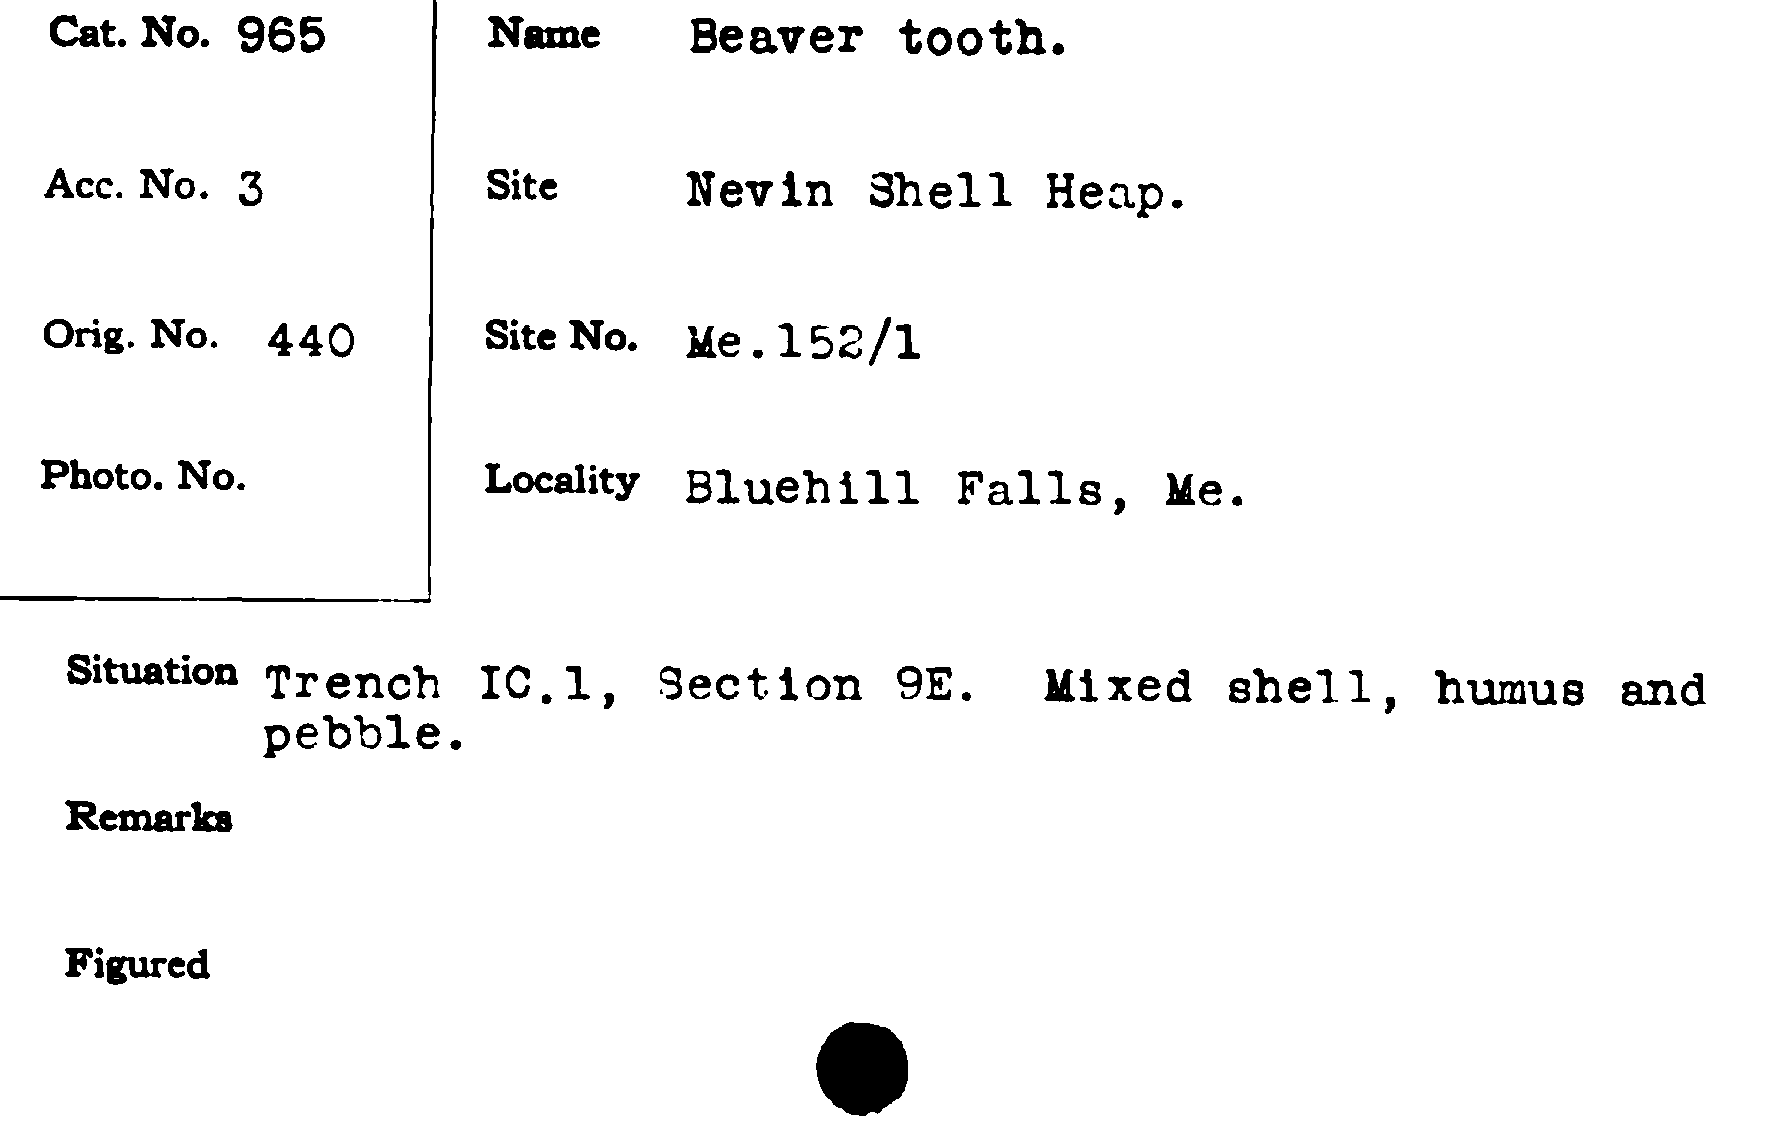 Cat. No. 965
Name Beaver tooth.
Acc. No. 3
Site Nevin Shell Heap.
Orig. No. 440
Site No. Me.152/1
Photo. No.
Locality Bluehill Falls, Me.
Situation Trench IC.1, Section 9E. Mixed shell, humus and
pebble.
Remarks
Figured